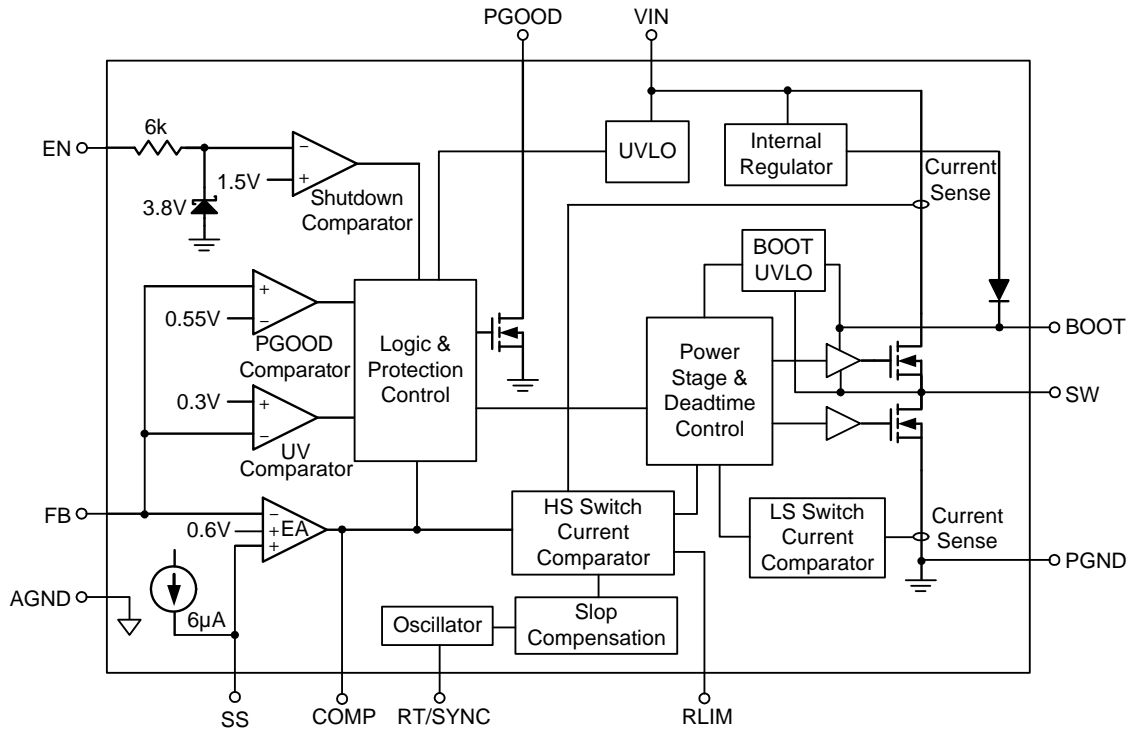 PGOOD
VIN
EN
6k
1.5V
3.8V
Shutdown
Comparator
UVLO
Internal
Regulator
Current
Sense
BOOT
UVLO
0.55V
PGOOD
Comparator
Logic &
Protection
Control
Power
Stage &
Deadtime
Control
BOOT
SW
0.3V
UV
Comparator
FB
0.6V
EA
HS Switch
Current
Comparator
LS Switch
Current
Comparator
Current
Sense
PGND
AGND
6µA
Oscillator
Slop
Compensation
SS
COMP
RT/SYNC
RLIM